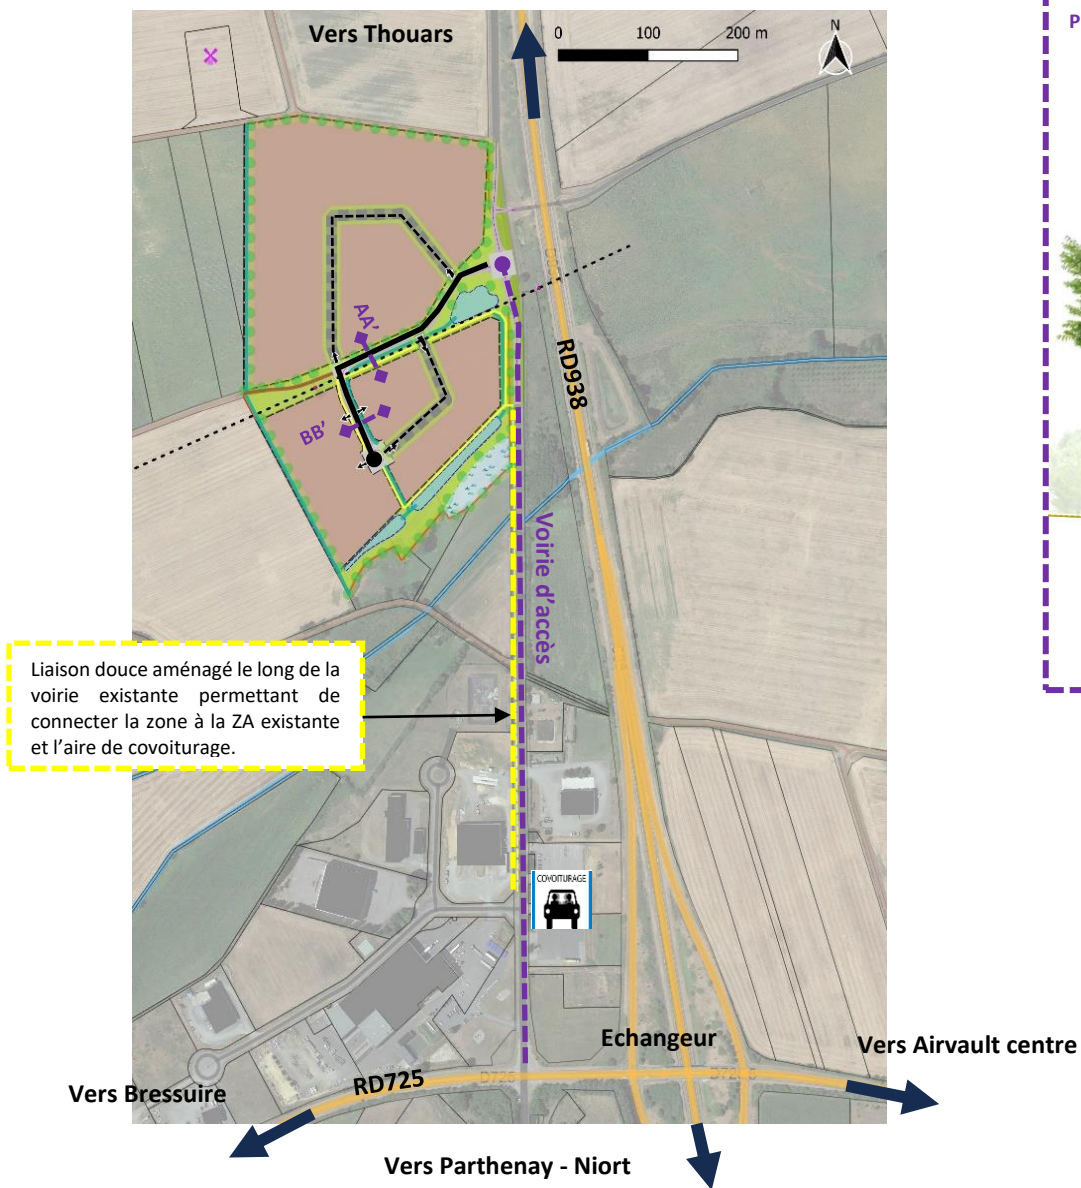 Vers Thouars
0 100 200 m
N
P
AA'
BB'
RD938
Voirie d'accès
Liaison douce aménagé le long de la
voirie existante permettant de
connecter la zone à la ZA existante
et l'aire de covoiturage.
COVOITURAGE
Echangeur
Vers Airvault centre
RD725
D725
Vers Bressuire
Vers Parthenay - Niort